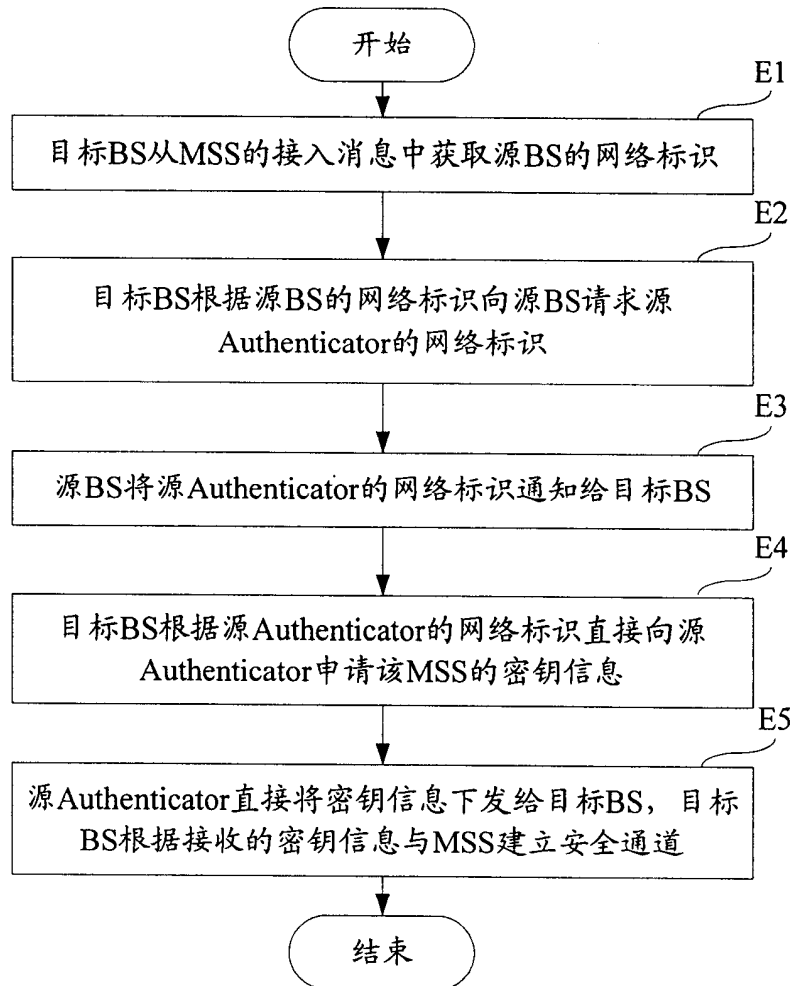 开始
E1
目标BS从MSS的接入消息中获取源BS的网络标识
E2
目标BS根据源BS的网络标识向源BS请求源
Authenticator的网络标识
E3
源BS将源Authenticator的网络标识通知给目标BS
E4
目标BS根据源Authenticator的网络标识直接向源
Authenticator申请该MSS的密钥信息
E5
源Authenticator直接将密钥信息下发给目标BS，目标
BS根据接收的密钥信息与MSS建立安全通道
结束